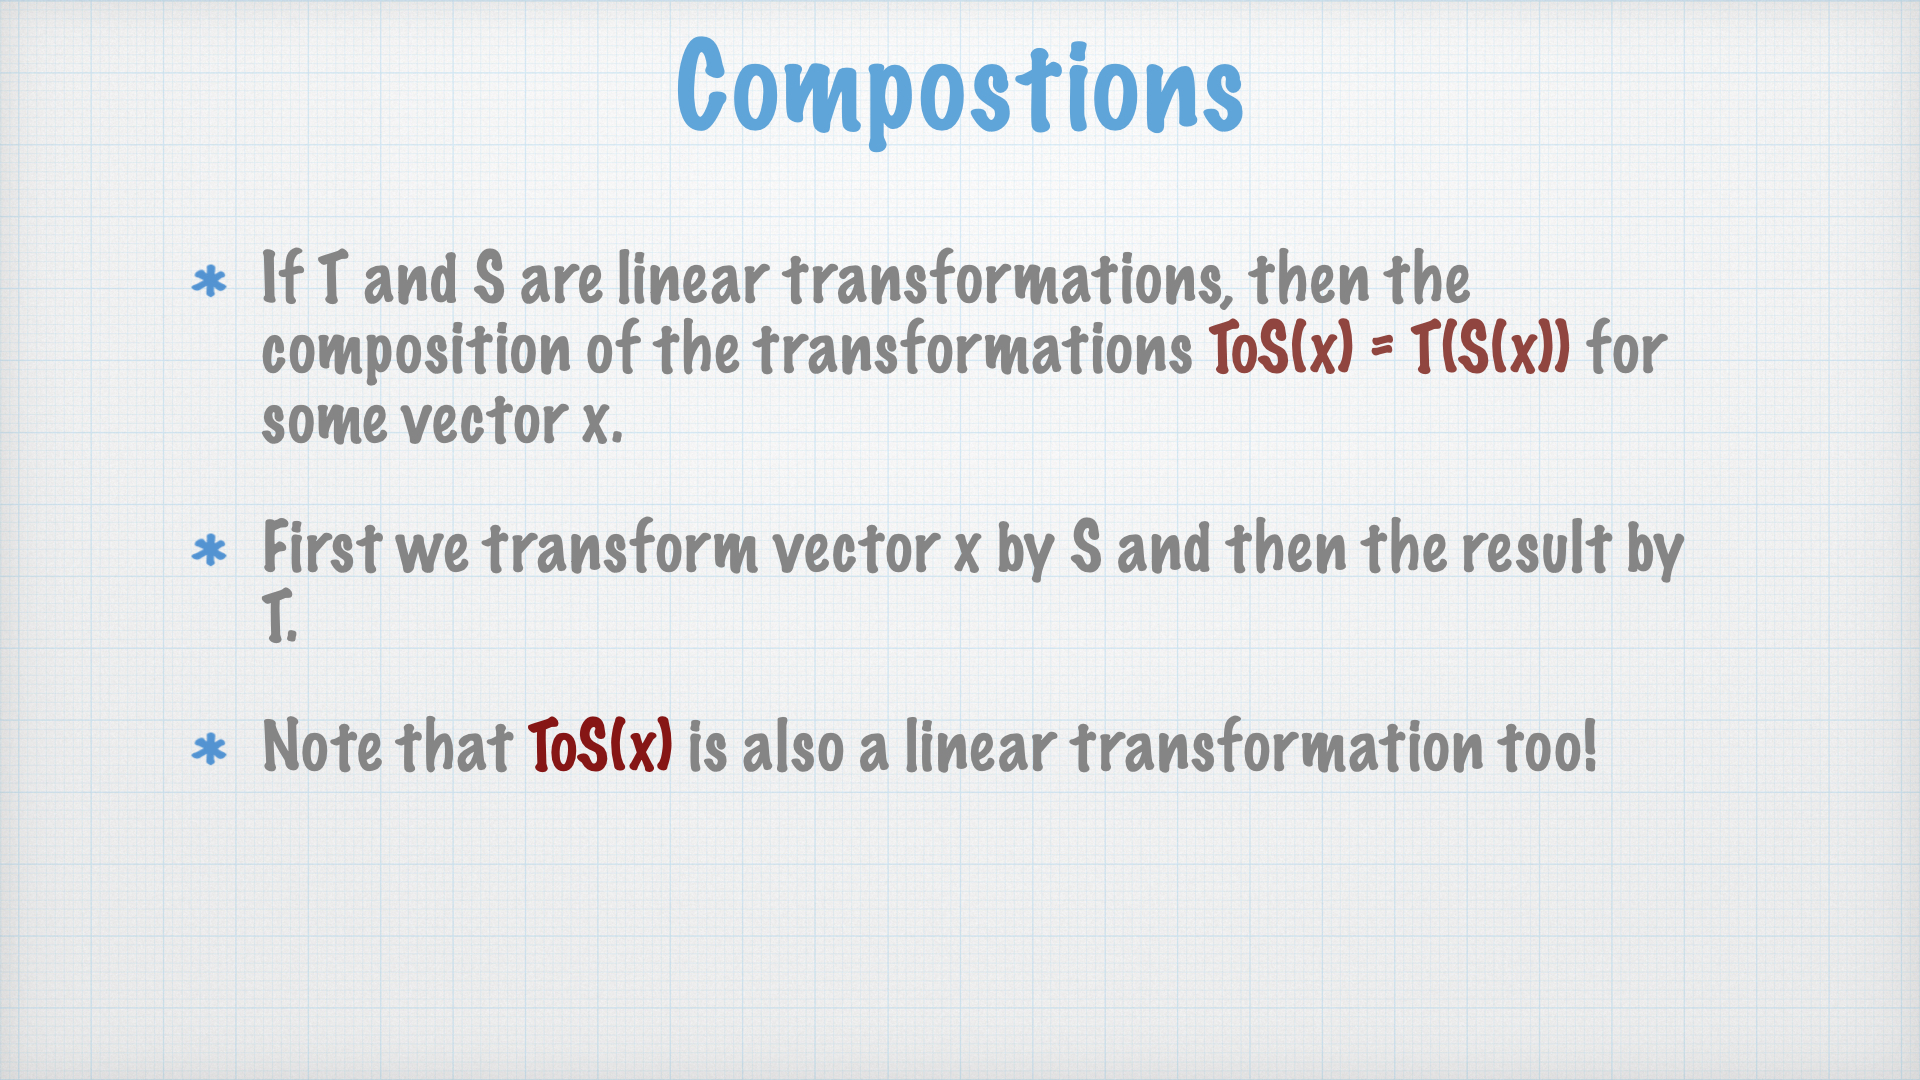 Compostions
✱ If T and S are linear transformations, then the
composition of the transformations ToS(x) = T(S(x)) for
some vector x.
✱ First we transform vector x by S and then the result by
T.
✱ Note that ToS(x) is also a linear transformation too!